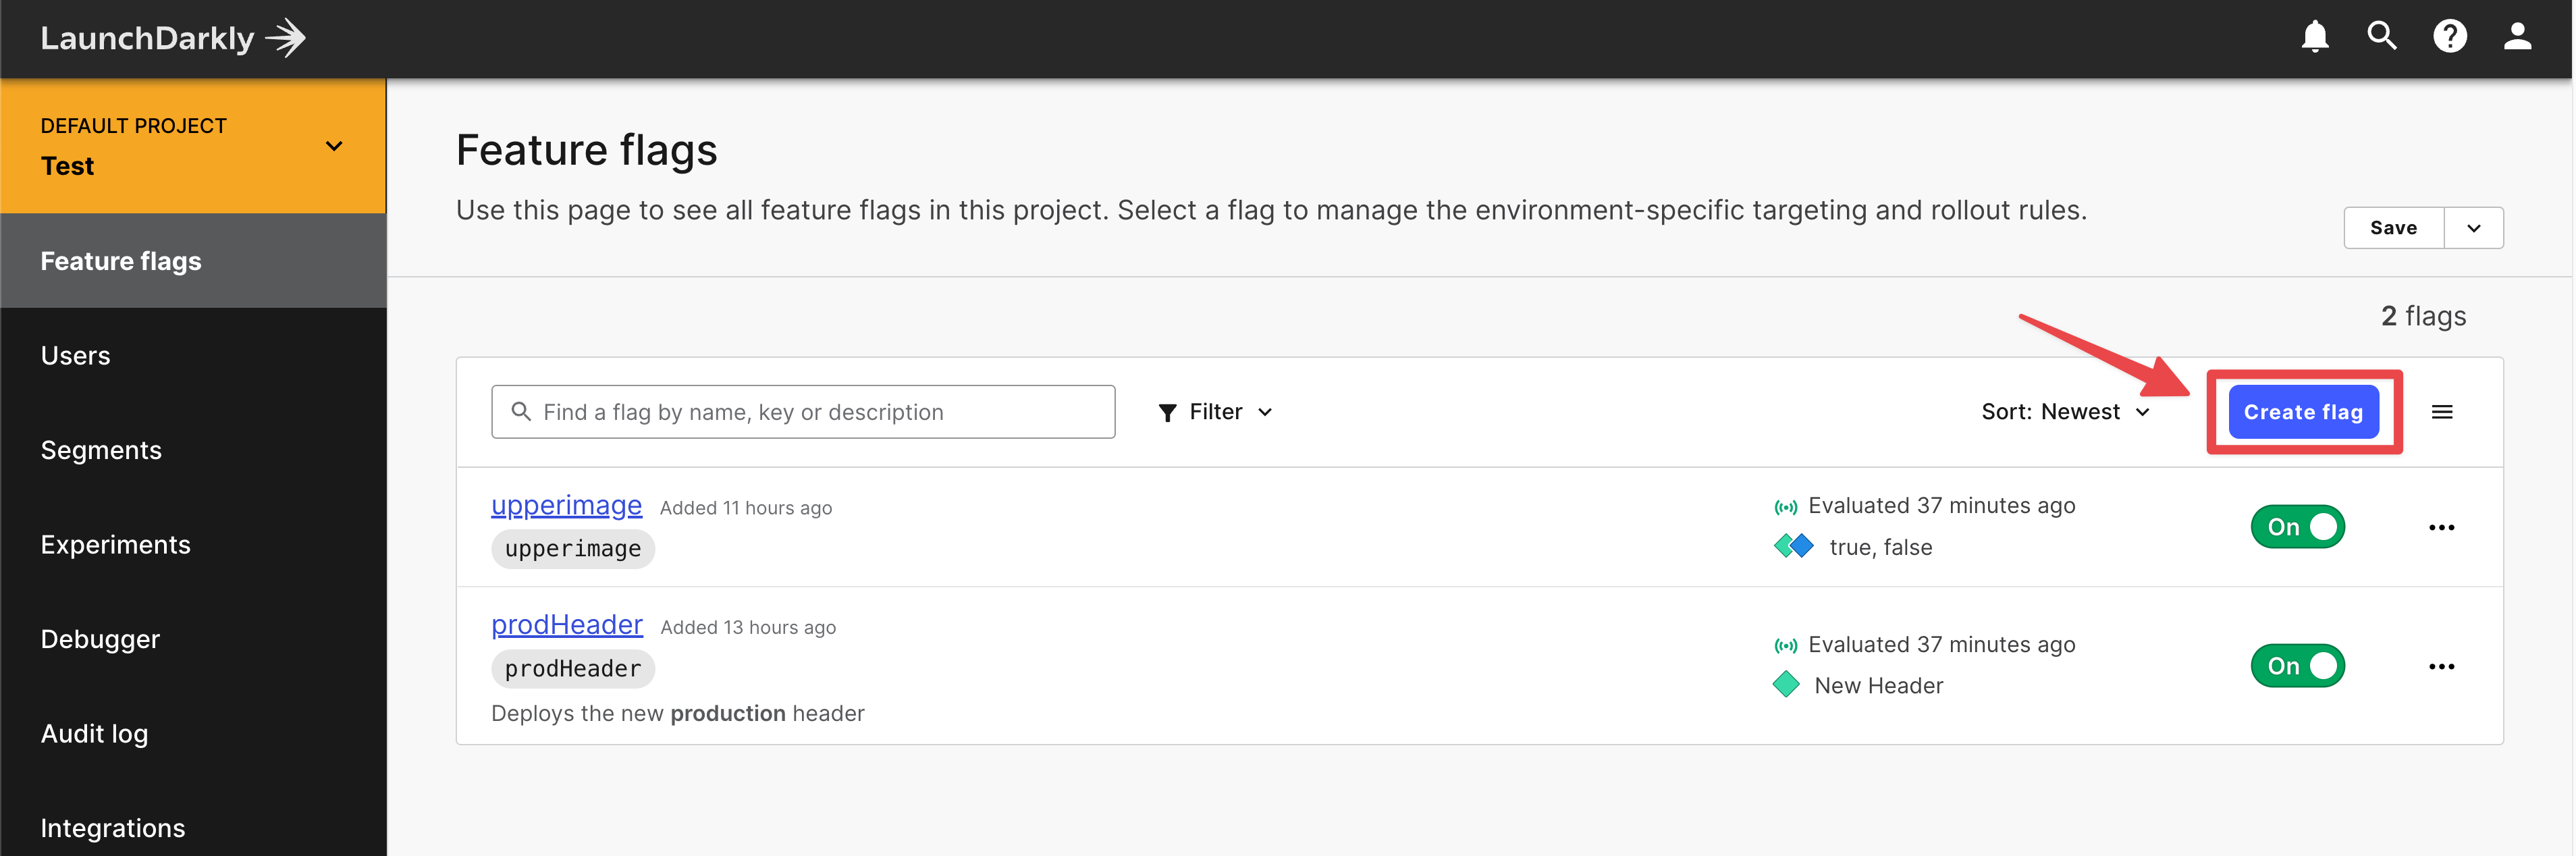 LaunchDarkly
DEFAULT PROJECT
Test
Feature flags
Users
Segments
Experiments
Debugger
Audit log
Integrations
Feature flags
Use this page to see all feature flags in this project. Select a flag to manage the environment-specific targeting and rollout rules.
Save
2 flags
Find a flag by name, key or description
Filter
Sort: Newest
Create flag
upperimage Added 11 hours ago
upperimage
Evaluated 37 minutes ago
true, false
On
prodHeader Added 13 hours ago
prodHeader
Deploys the new production header
Evaluated 37 minutes ago
New Header
On